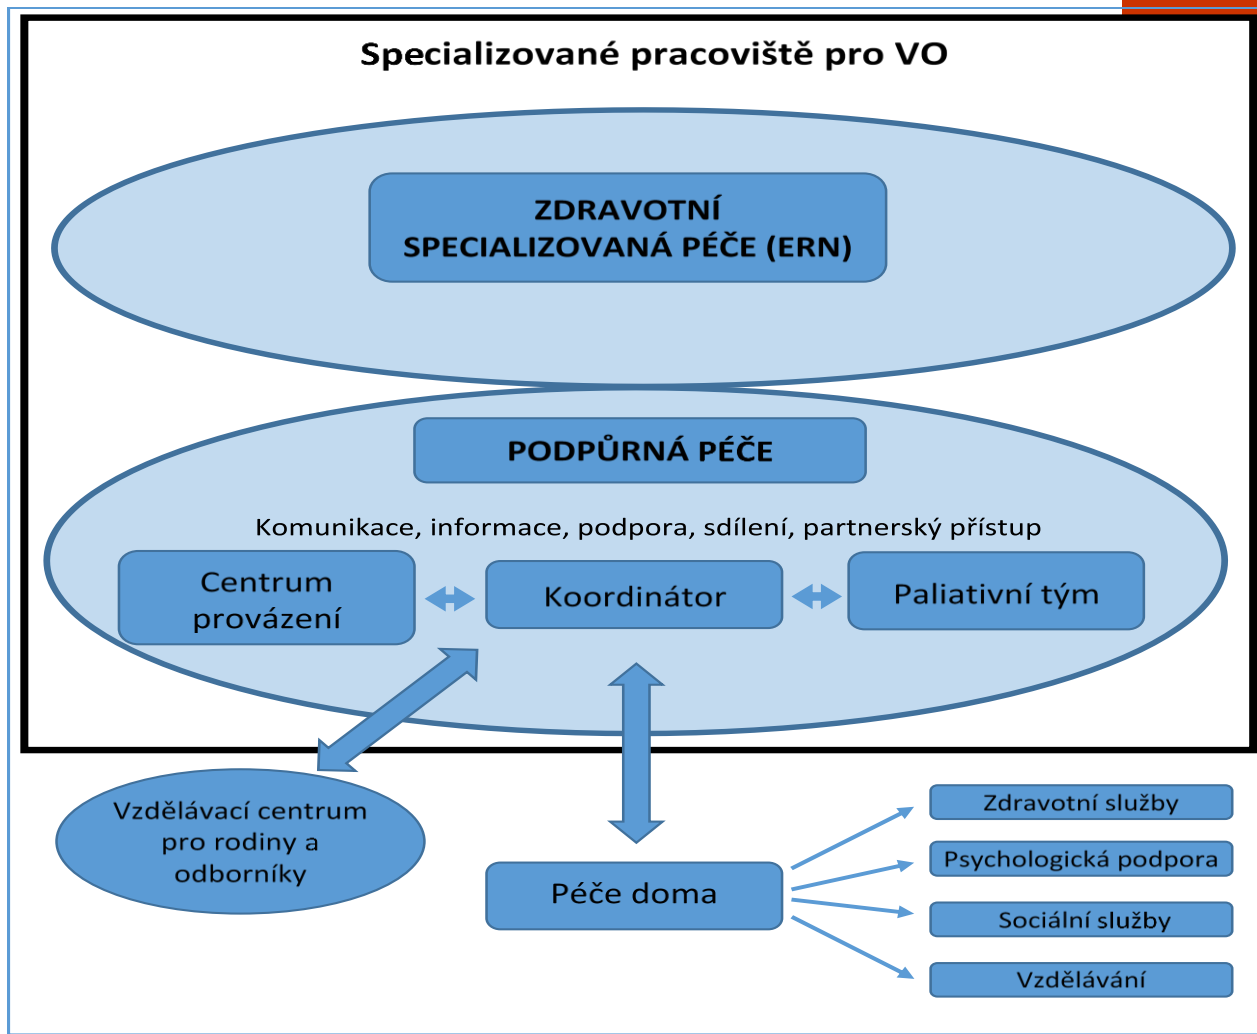 Specializované pracoviště pro VO
ZDRAVOTNÍ
SPECIALIZOVANÁ PÉČE (ERN)
PODPŮRNÁ PÉČE
Komunikace, informace, podpora, sdílení, partnerský přístup
Centrum
provázení
Koordinátor
Paliativní tým
Vzdělávací centrum
pro rodiny a
odborníky
Péče doma
Zdravotní služby
Psychologická podpora
Sociální služby
Vzdělávání